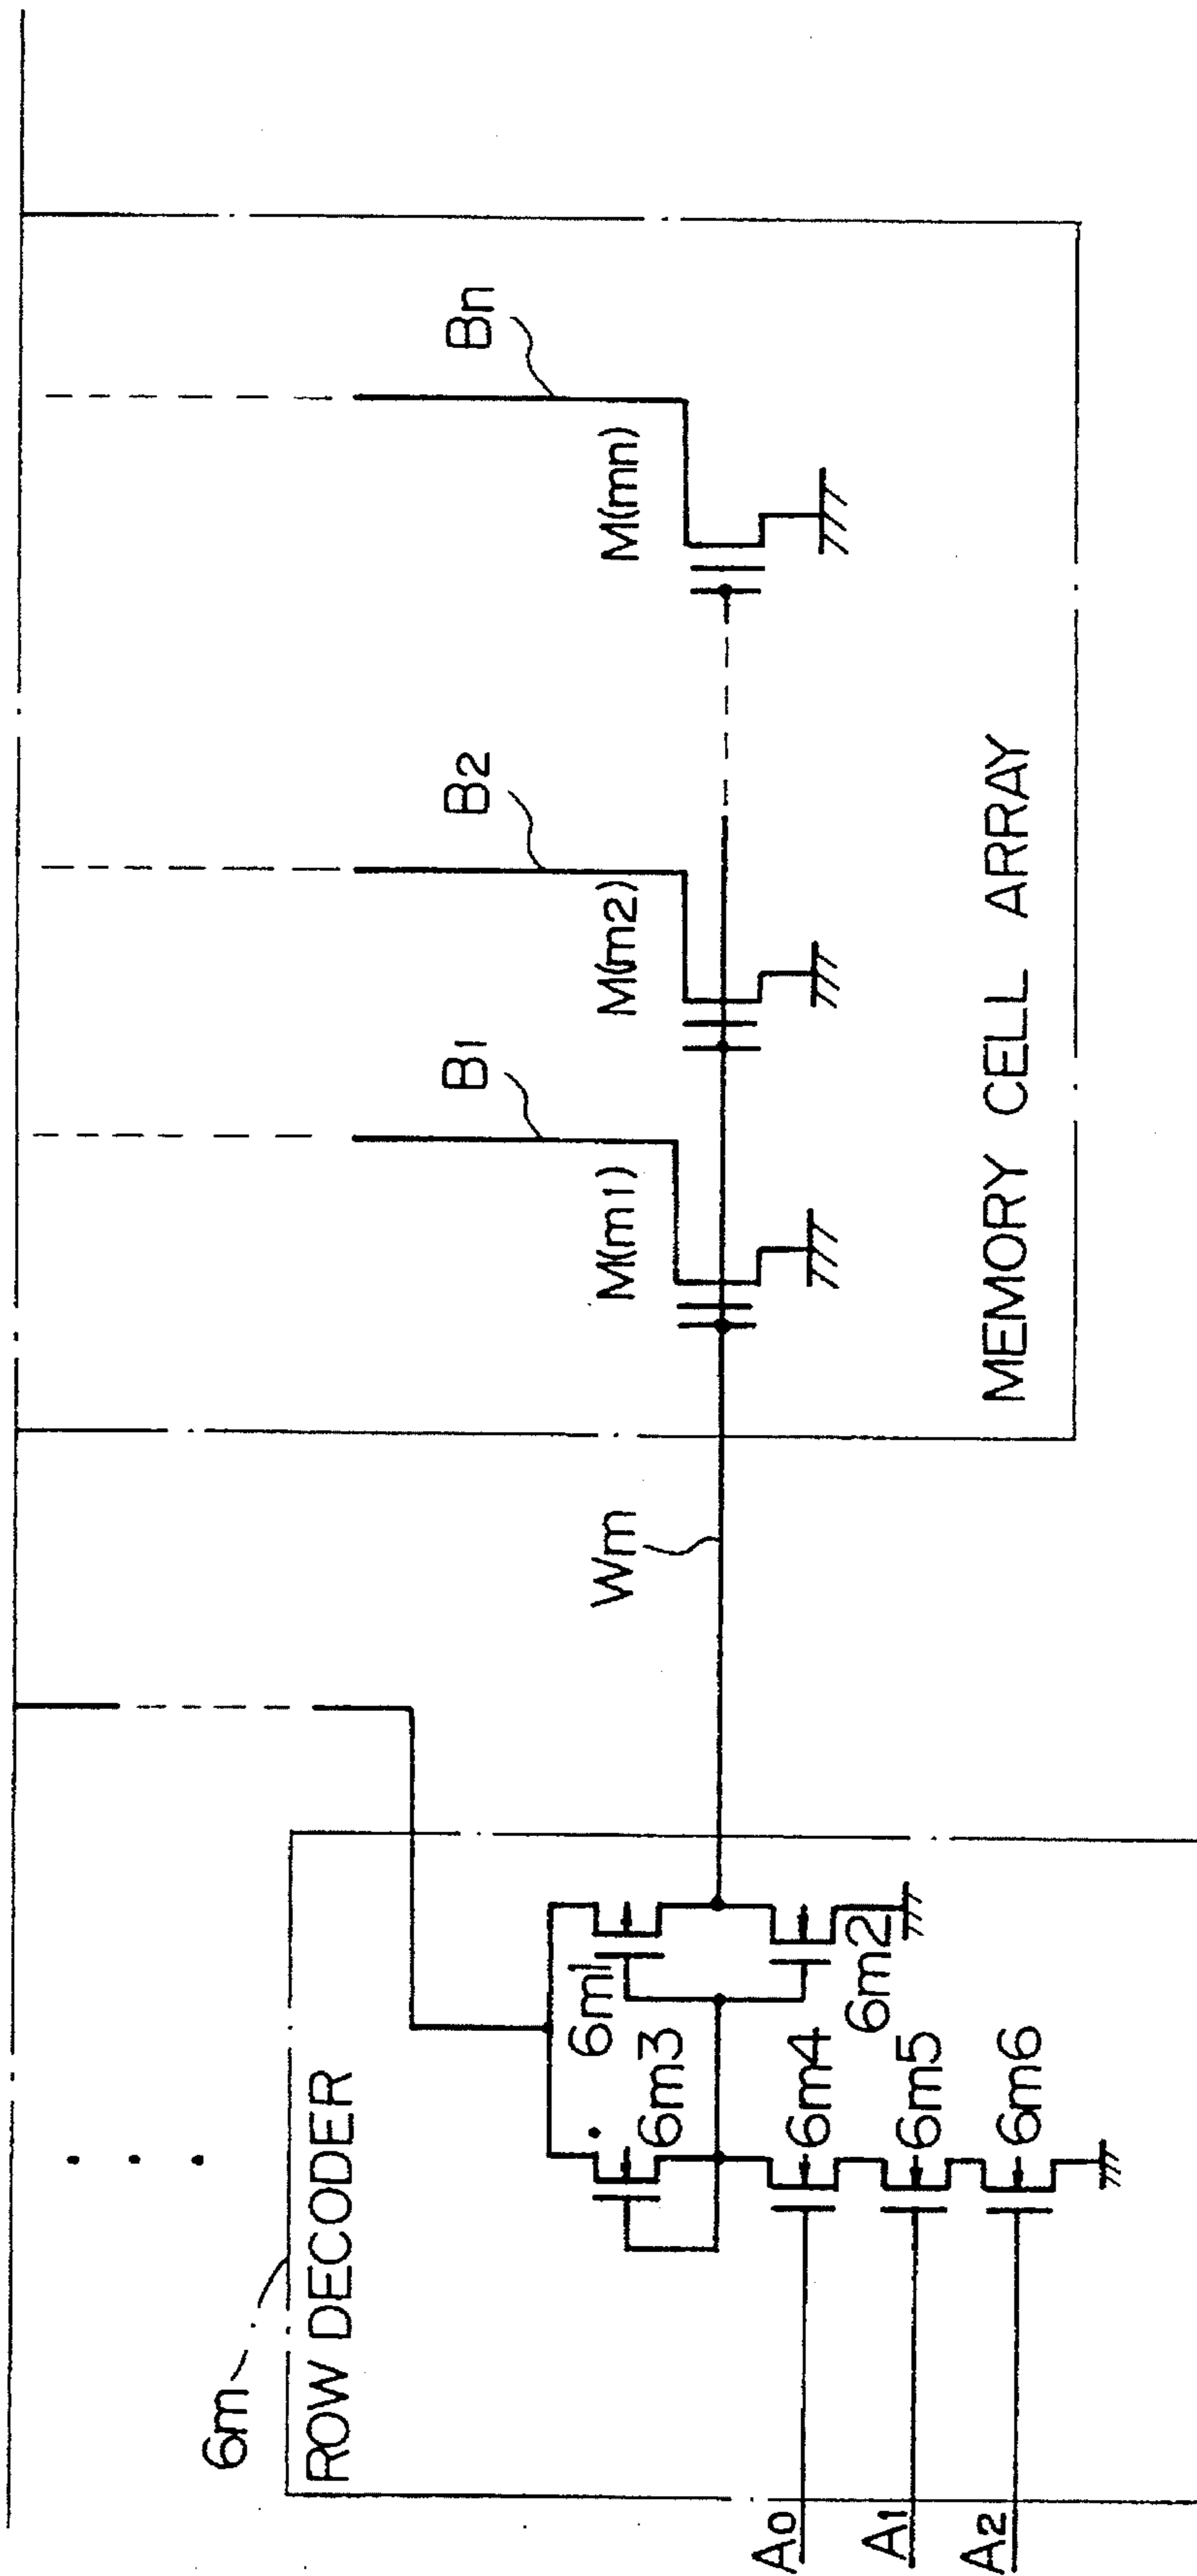 6m
ROW DECODER
6m1
6m3
6m2
6m4
6m5
6m6
A0
A1
A2
Wm
B1
B2
Bn
M(m1)
M(m2)
M(mn)
MEMORY CELL ARRAY